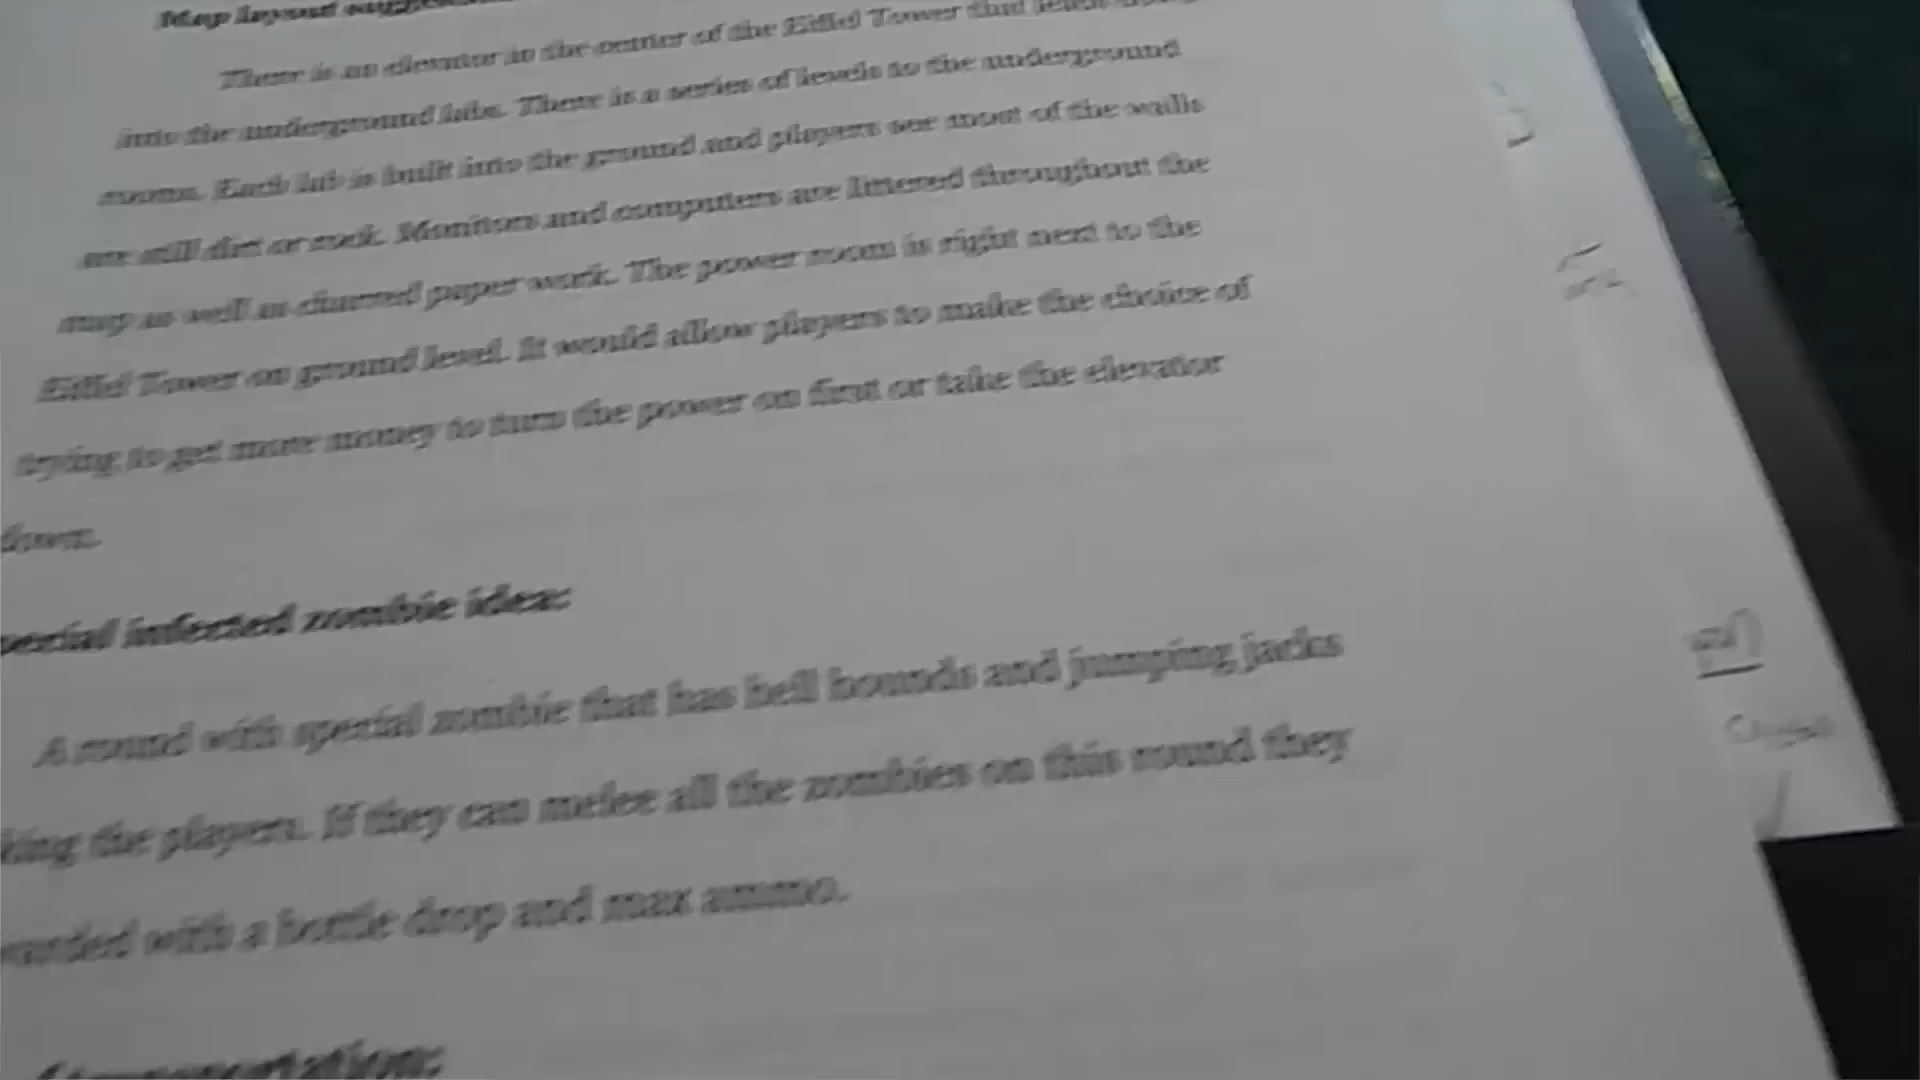 Map layout
There is an elevator in the center of the Eiffel Tower that leads
into the underground labs. There is a series of levels to the underground
rooms. Each lab is built into the ground and players see most of the walls
are still dirt or rock. Monitors and computers are littered throughout the
map as well as charred paper work. The power room is right next to the
Eiffel Tower on ground level. It would allow players to make the choice of
trying to get more money to turn the power on first or take the elevator
down.
pecial infected zombie idea:
A round with special zombie that has hell hounds and jumping jacks
king the players. If they can melee all the zombies on this round they
warded with a bottle drop and max ammo.